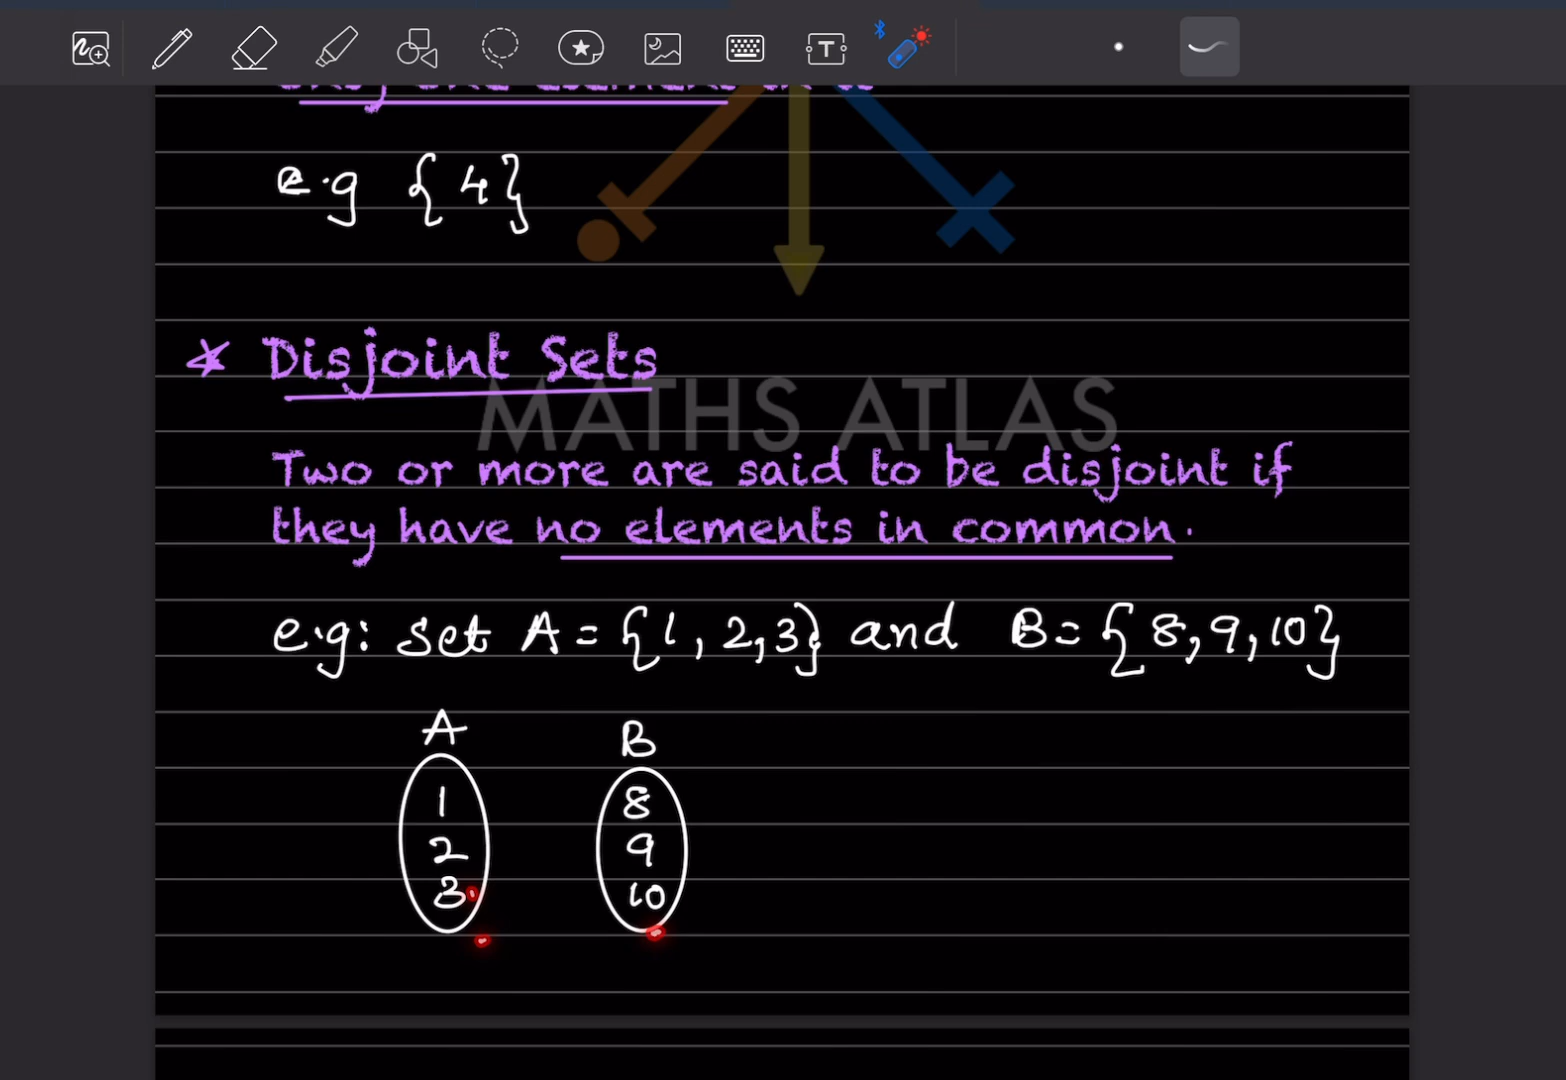 e.g {4}
* Disjoint Sets
MATHS ATLAS
Two or more are said to be disjoint if
they have no elements in common.
e.g: Set A = {1, 2, 3} and B = {8, 9, 10}
A B
1 8
2 9
3 10